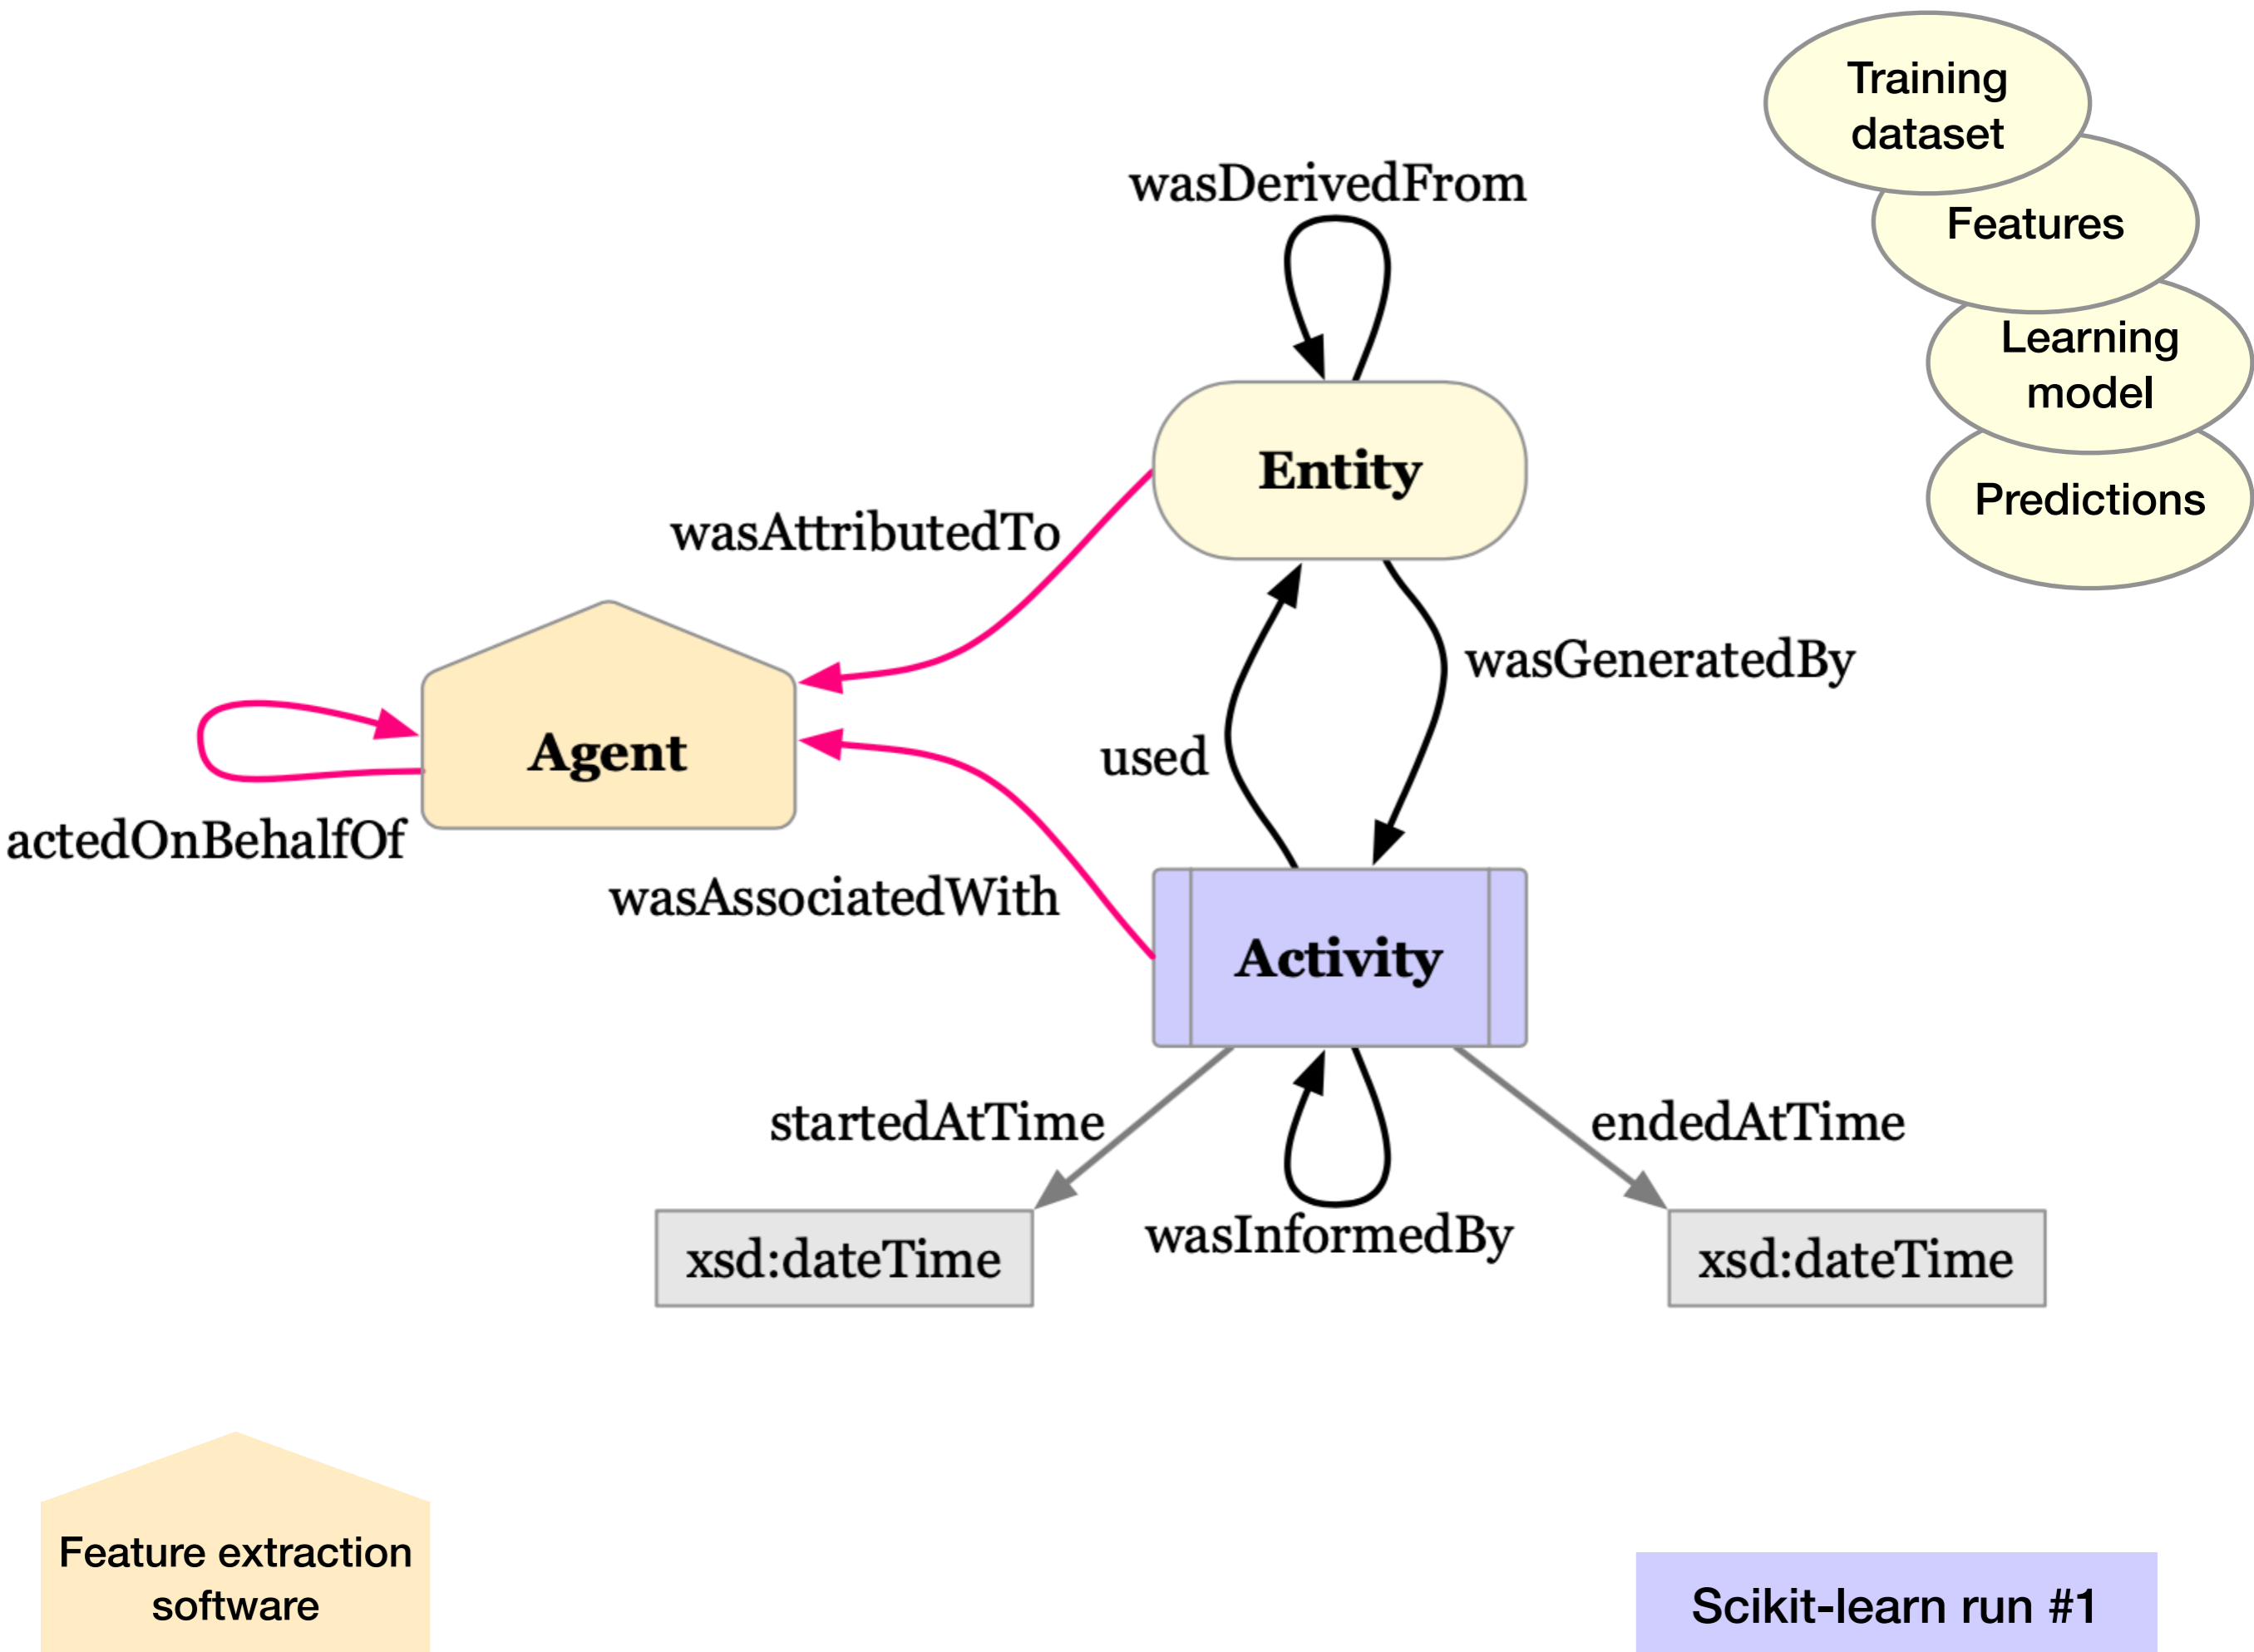 Training
dataset
wasDerivedFrom
Features
Learning
model
Entity
Predictions
wasAttributedTo
wasGeneratedBy
Agent
used
actedOnBehalfOf
wasAssociatedWith
Activity
startedAtTime
endedAtTime
wasInformedBy
xsd:dateTime
xsd:dateTime
Feature extraction
software
Scikit-learn run #1